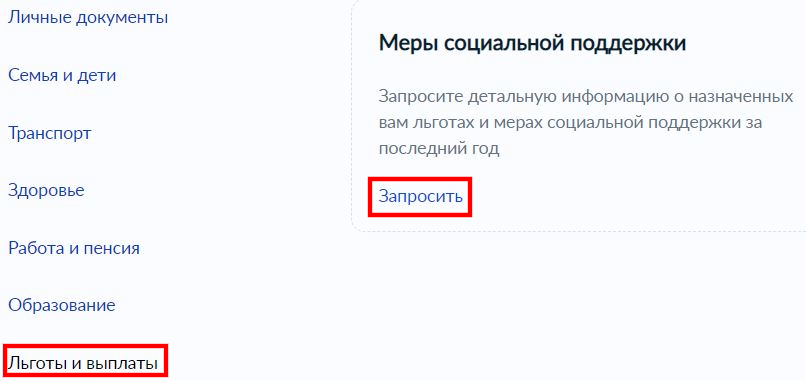 Личные документы
Семья и дети
Транспорт
Здоровье
Работа и пенсия
Образование
Льготы и выплаты
Меры социальной поддержки
Запросите детальную информацию о назначенных
вам льготах и мерах социальной поддержки за
последний год
Запросить